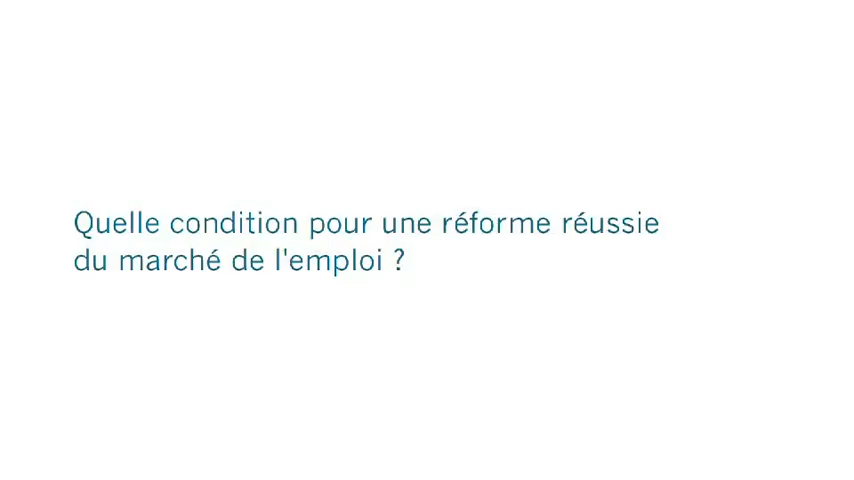 Quelle condition pour une réforme réussie
du marché de l'emploi ?